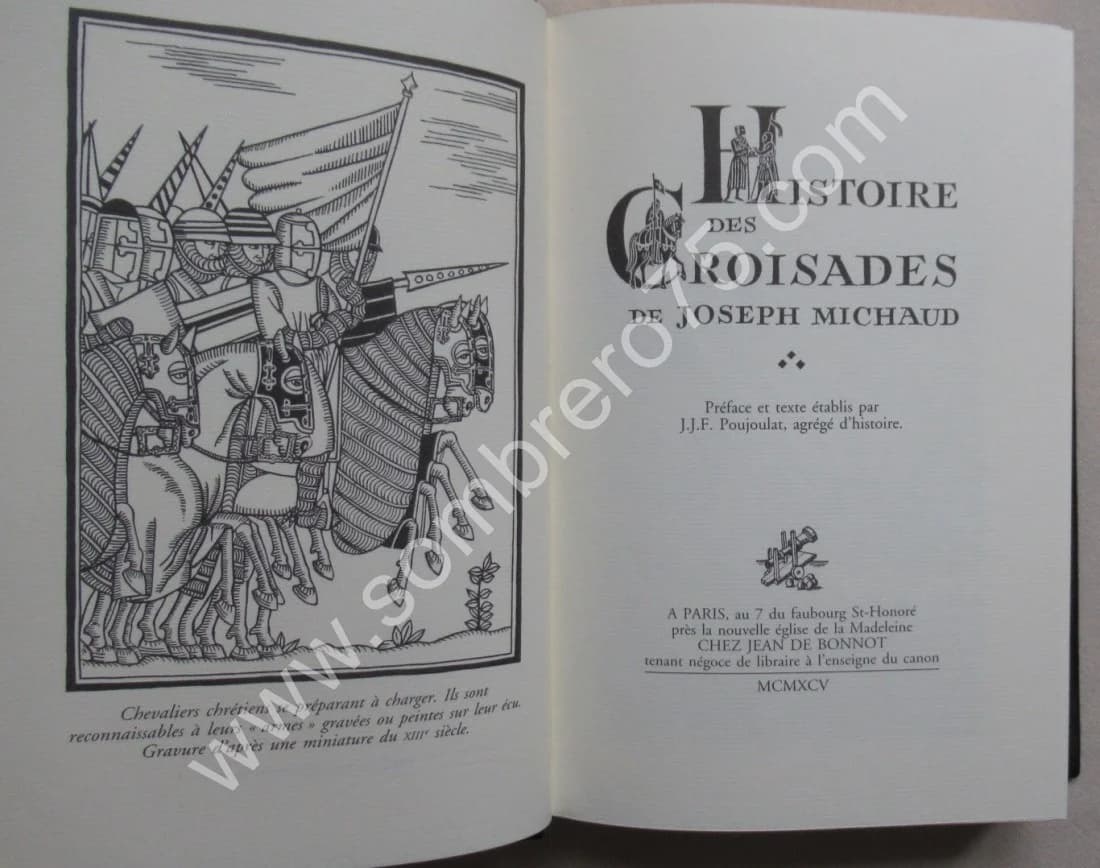 Chevaliers chrétiens se préparant à charger. Ils sont
reconnaissables à leurs « armes » gravées ou peintes sur leur écu.
Gravure d'après une miniature du XIIIe siècle.
HISTOIRE
DES
CROISADES
DE JOSEPH MICHAUD
Préface et texte établis par
J.J.F. Poujoulat, agrégé d'histoire.
A PARIS, au 7 du faubourg St-Honoré
près la nouvelle église de la Madeleine
CHEZ JEAN DE BONNOT
tenant négoce de libraire à l'enseigne du canon
MCMXCV
www.sombrero75.com